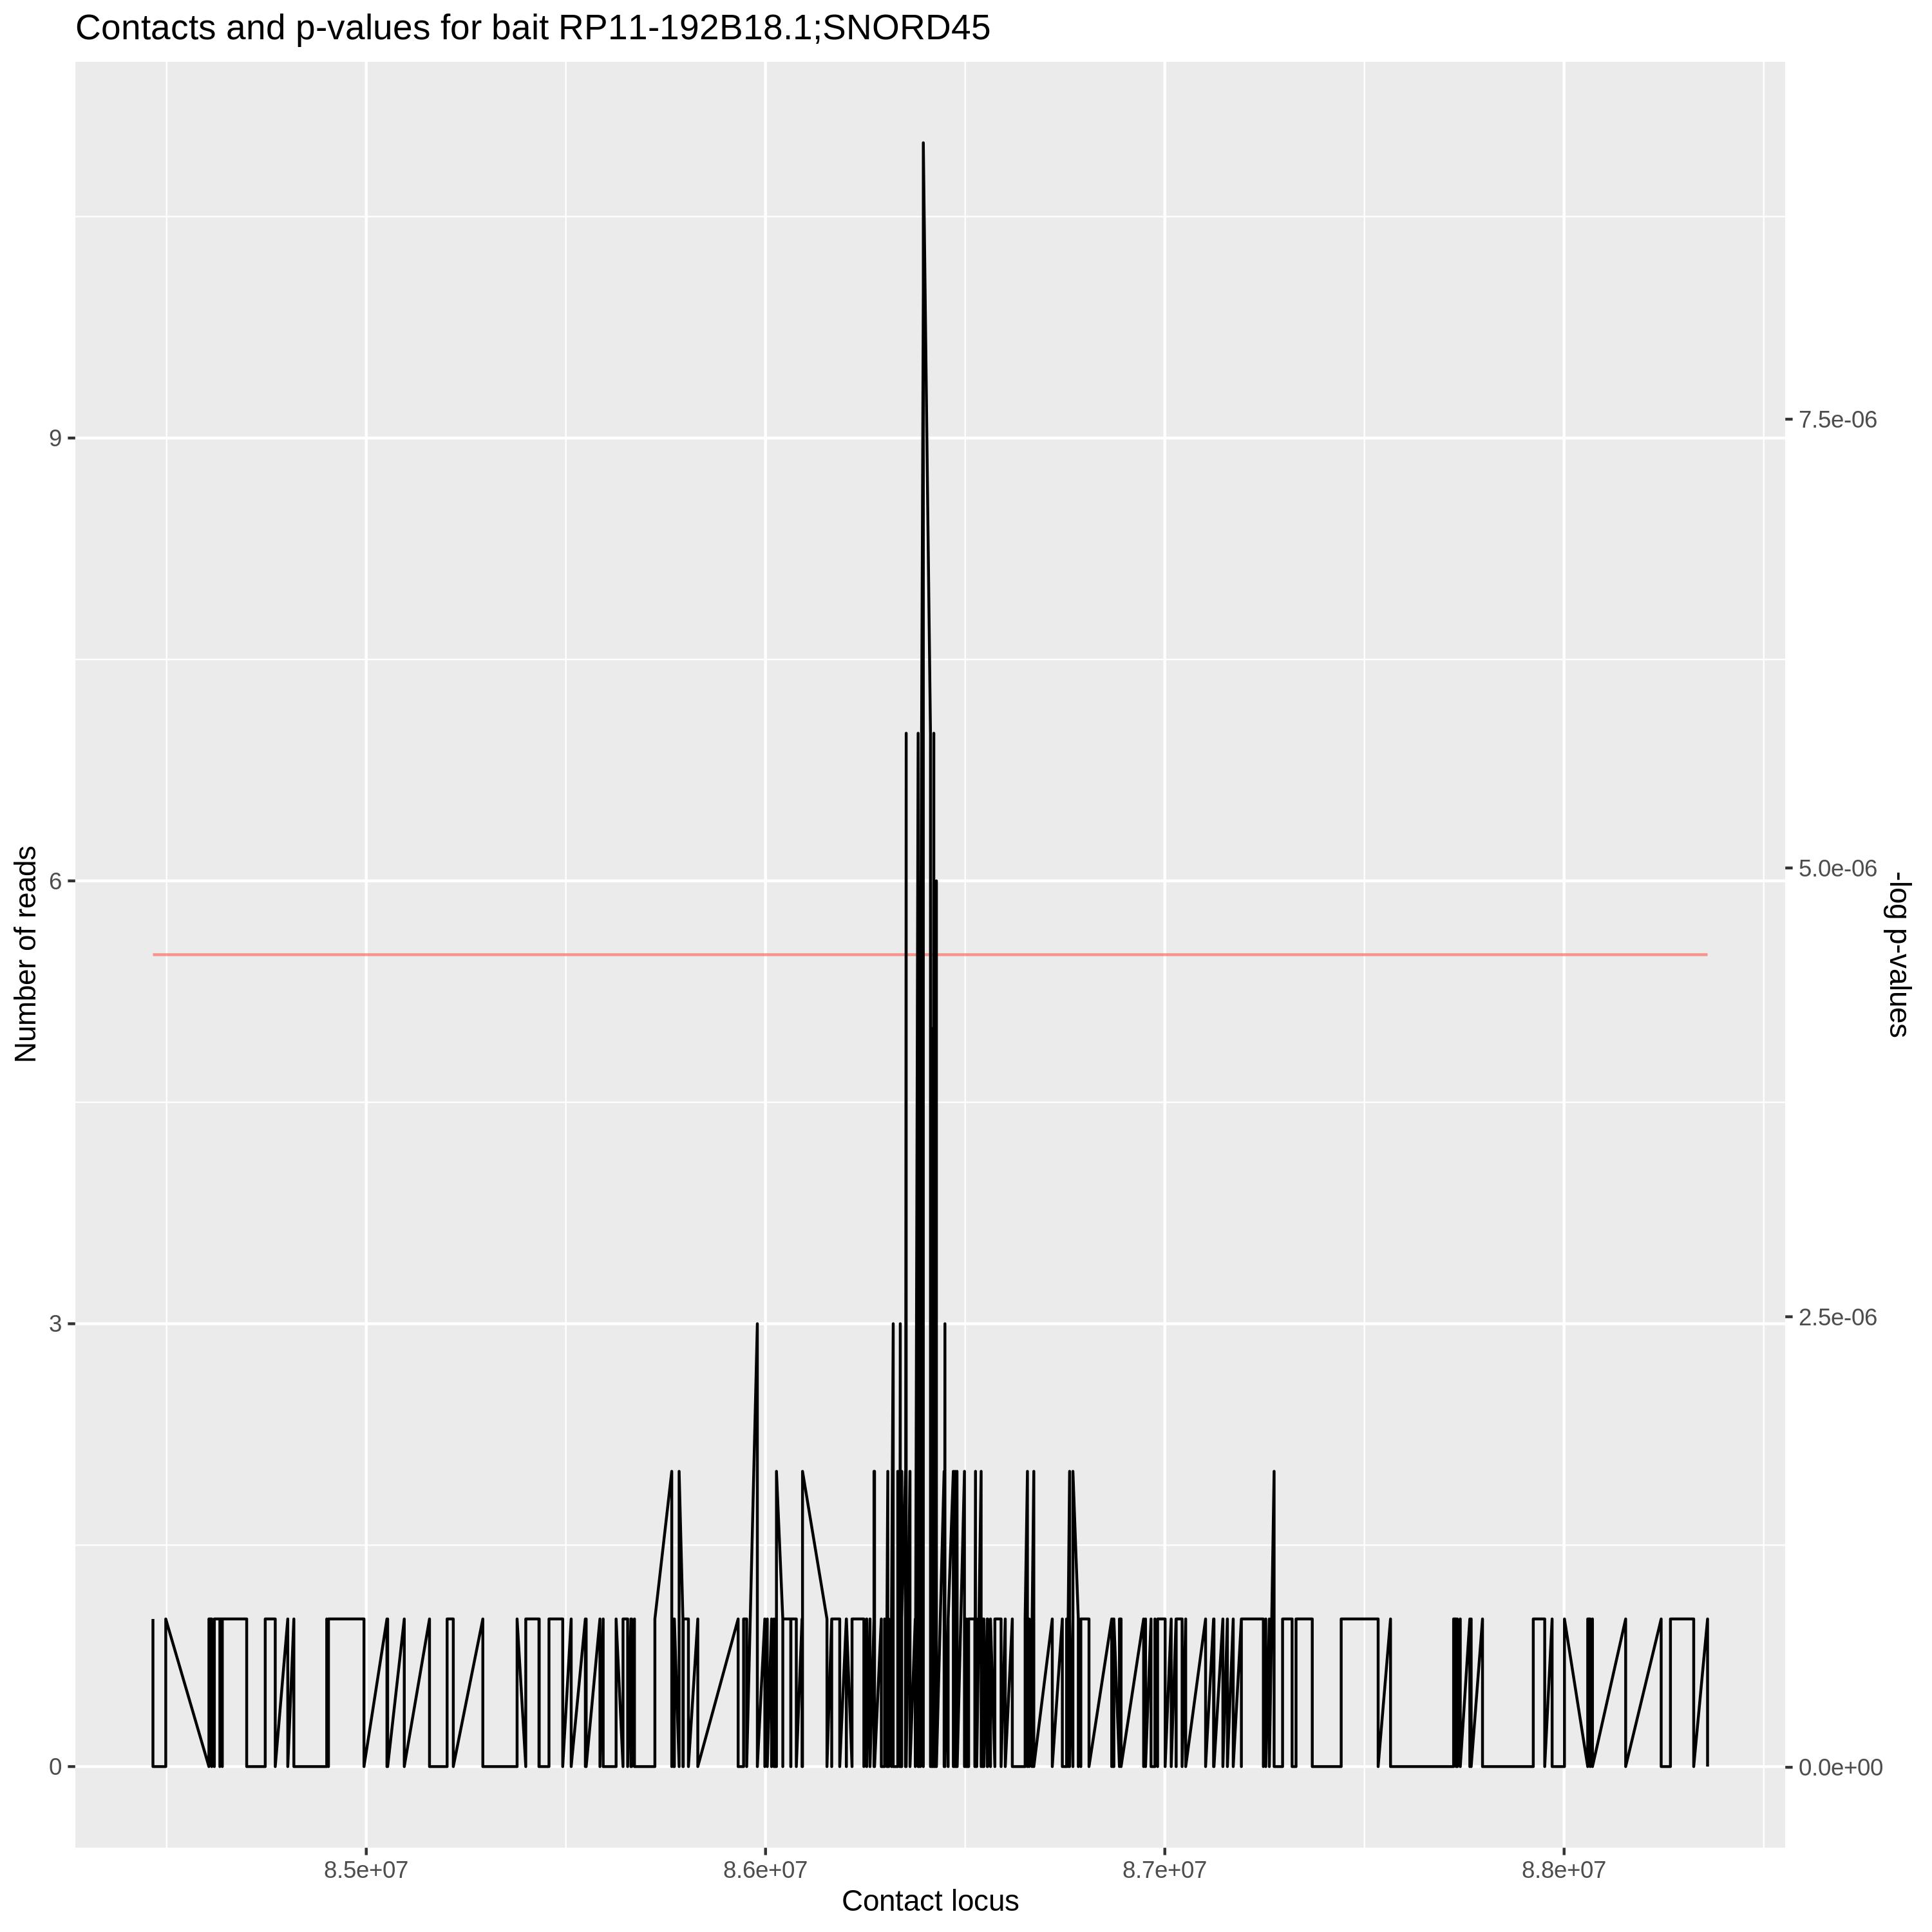 Contacts and p-values for bait RP11-192B18.1;SNORD45
9
6
3
0
Number of reads
7.5e-06
5.0e-06
2.5e-06
0.0e+00
-log p-values
8.5e+07 8.6e+07 8.7e+07 8.8e+07
Contact locus